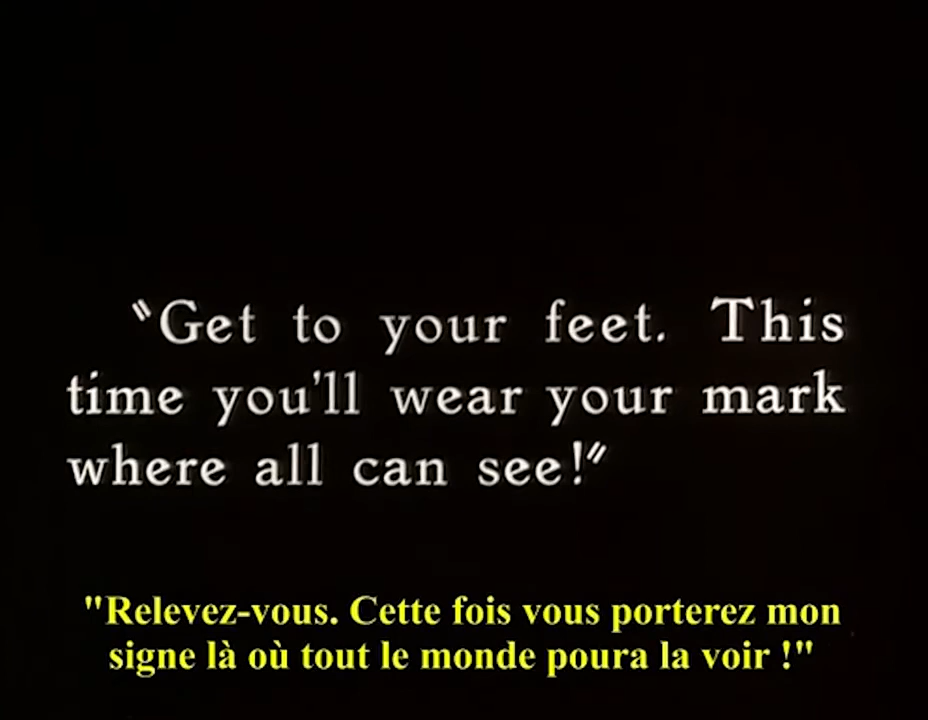 "Get to your feet. This
time you'll wear your mark
where all can see!"
"Relevez-vous. Cette fois vous porterez mon
signe là où tout le monde poura la voir !"